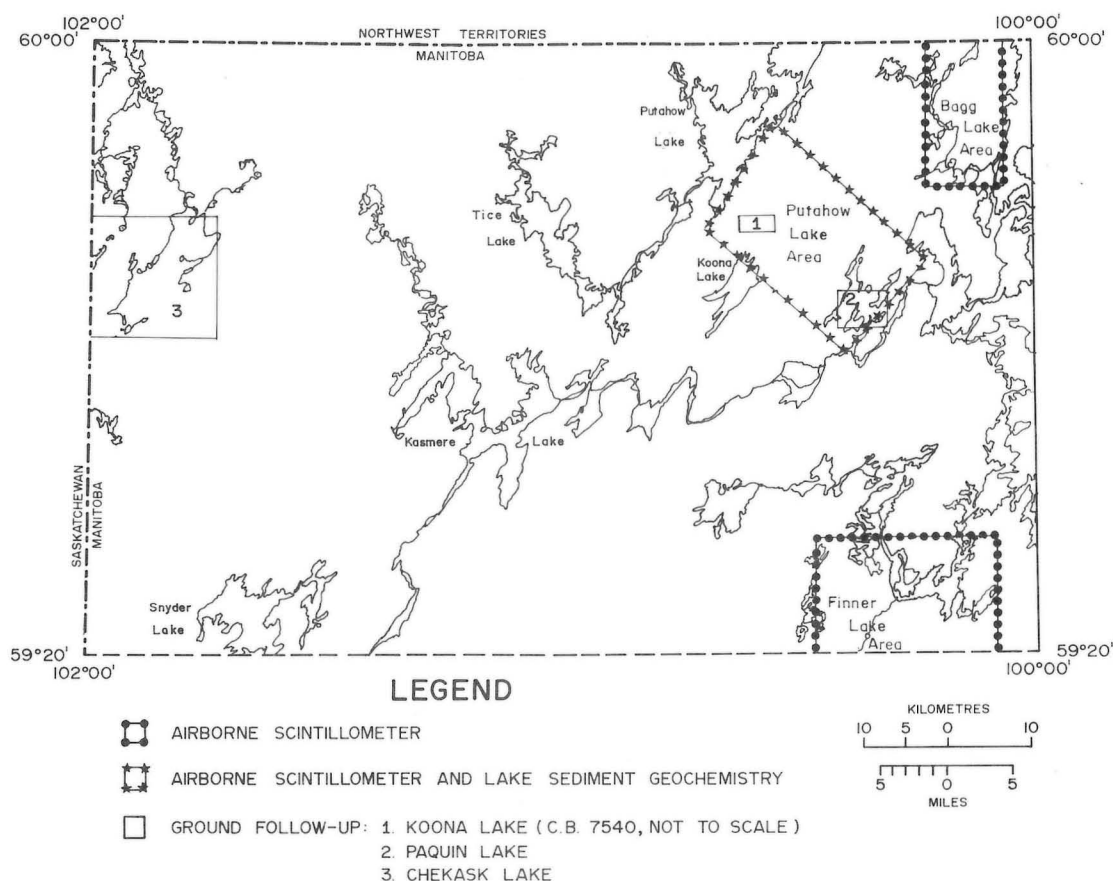 102°00'
100°00'
60°00'
NORTHWEST TERRITORIES
60°00'
MANITOBA
Bagg
Lake
Area
Putahow
Lake
Tice
Lake
1
Putahow
Lake
Area
Koona
Lake
2
3
Kasmere
Lake
SASKATCHEWAN
MANITOBA
Snyder
Lake
Finner
Lake
Area
59°20'
59°20'
102°00'
100°00'
LEGEND
AIRBORNE SCINTILLOMETER
AIRBORNE SCINTILLOMETER AND LAKE SEDIMENT GEOCHEMISTRY
GROUND FOLLOW-UP: 1. KOONA LAKE (C.B. 7540, NOT TO SCALE)
2. PAQUIN LAKE
3. CHEKASK LAKE
KILOMETRES
10 5 0 10
5 0 5
MILES